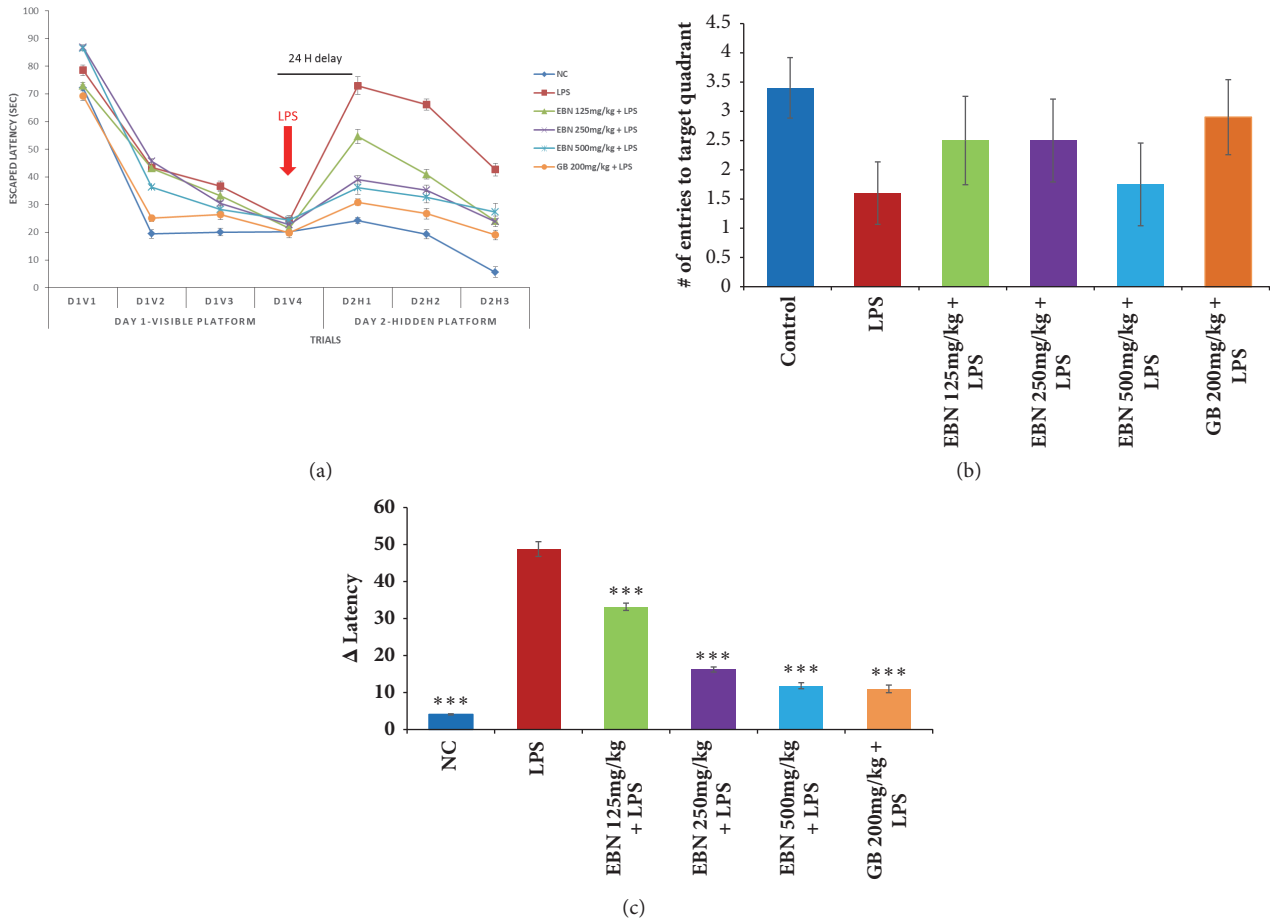 100
90
80
70
60
50
40
30
20
10
0
ESCAPED LATENCY (SEC)
24 H delay
LPS
NC
LPS
EBN 125mg/kg + LPS
EBN 250mg/kg + LPS
EBN 500mg/kg + LPS
GB 200mg/kg + LPS
D1V1 D1V2 D1V3 D1V4 D2H1 D2H2 D2H3
DAY 1-VISIBLE PLATFORM DAY 2-HIDDEN PLATFORM
TRIALS
(a)
4.5
4
3.5
3
2.5
2
1.5
1
0.5
0
# of entries to target quadrant
Control
LPS
EBN 125mg/kg +
LPS
EBN 250mg/kg +
LPS
EBN 500mg/kg +
LPS
GB 200mg/kg +
LPS
(b)
60
50
40
30
20
10
0
Δ Latency
***
***
***
***
***
NC
LPS
EBN 125mg/kg
+ LPS
EBN 250mg/kg
+ LPS
EBN 500mg/kg
+ LPS
GB 200mg/kg +
LPS
(c)